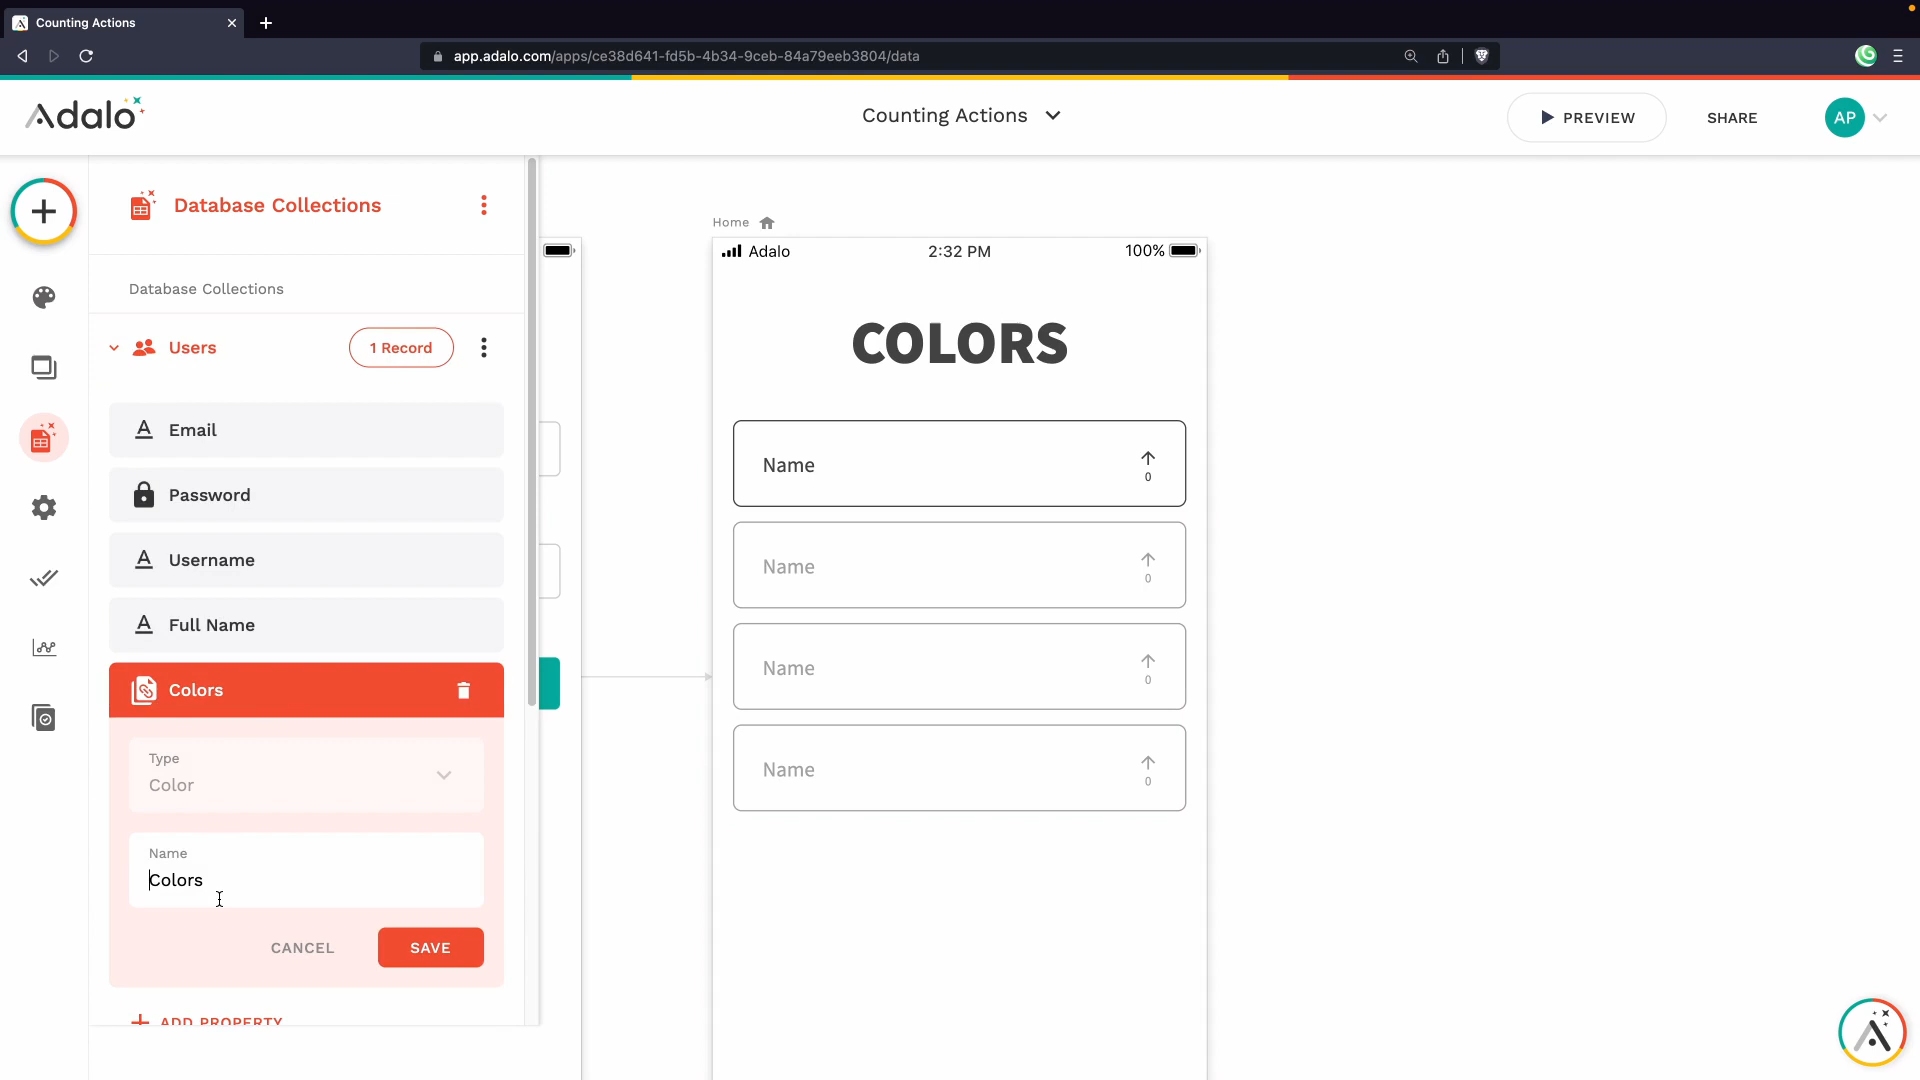 Counting Actions
app.adalo.com/apps/ce38d641-fd5b-4b34-9ceb-84a79eeb3804/data
Adalo
Counting Actions
PREVIEW
SHARE
AP
Database Collections
Database Collections
Users
1 Record
Email
Password
Username
Full Name
Colors
Type
Color
Name
Colors
CANCEL
SAVE
ADD PROPERTY
Home
Adalo
2:32 PM
100%
COLORS
Name
0
Name
0
Name
0
Name
0